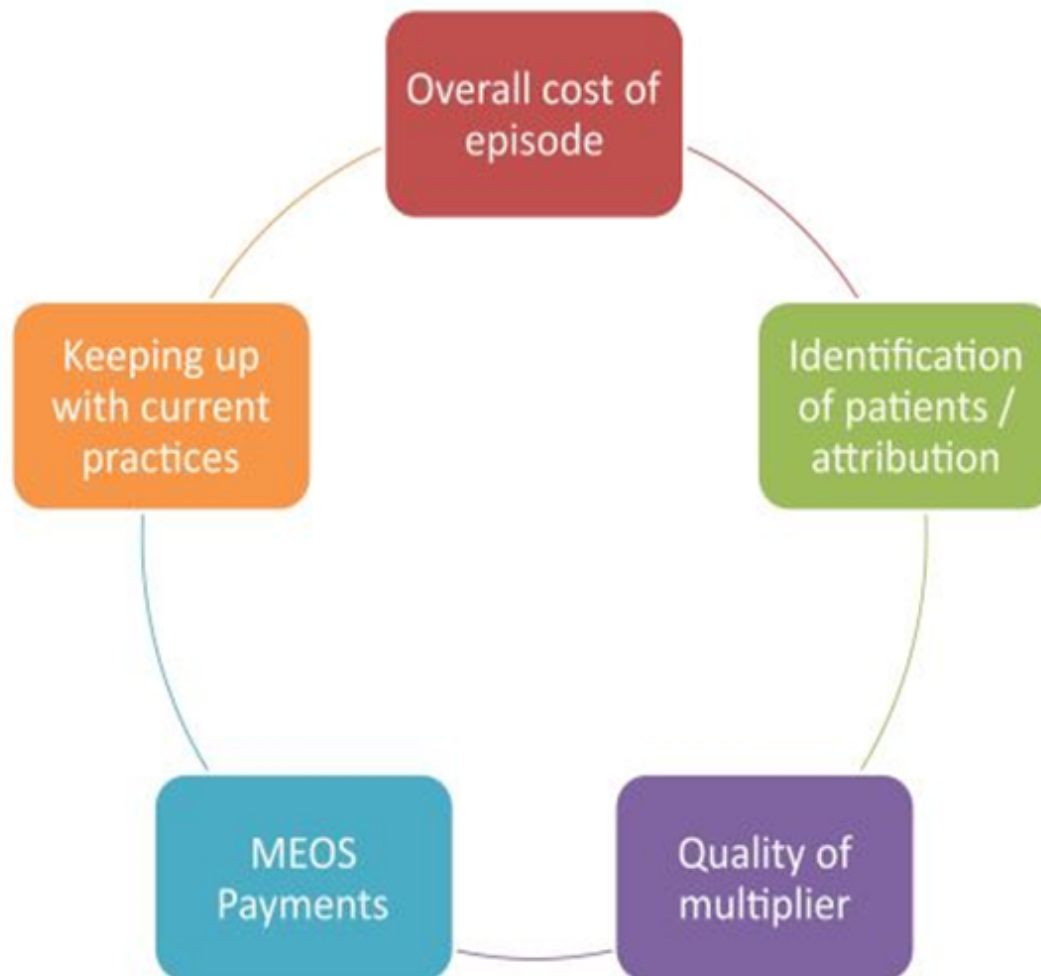 Overall cost of
episode
Identification
of patients /
attribution
Quality of
multiplier
MEOS
Payments
Keeping up
with current
practices